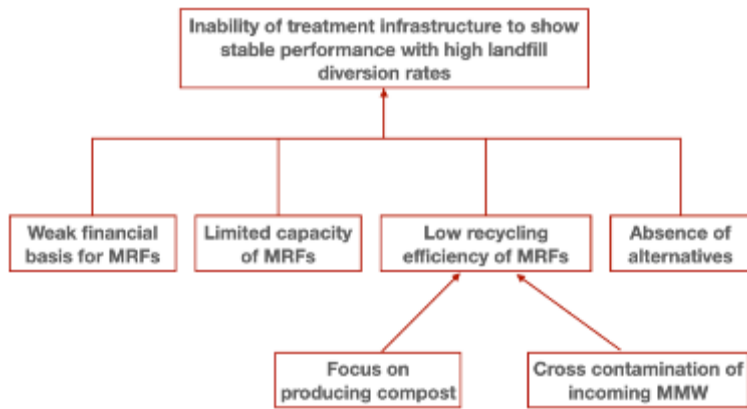 Inability of treatment infrastructure to show
stable performance with high landfill
diversion rates
Weak financial
basis for MRFs
Limited capacity
of MRFs
Low recycling
efficiency of MRFs
Absence of
alternatives
Focus on
producing compost
Cross contamination of
incoming MMW